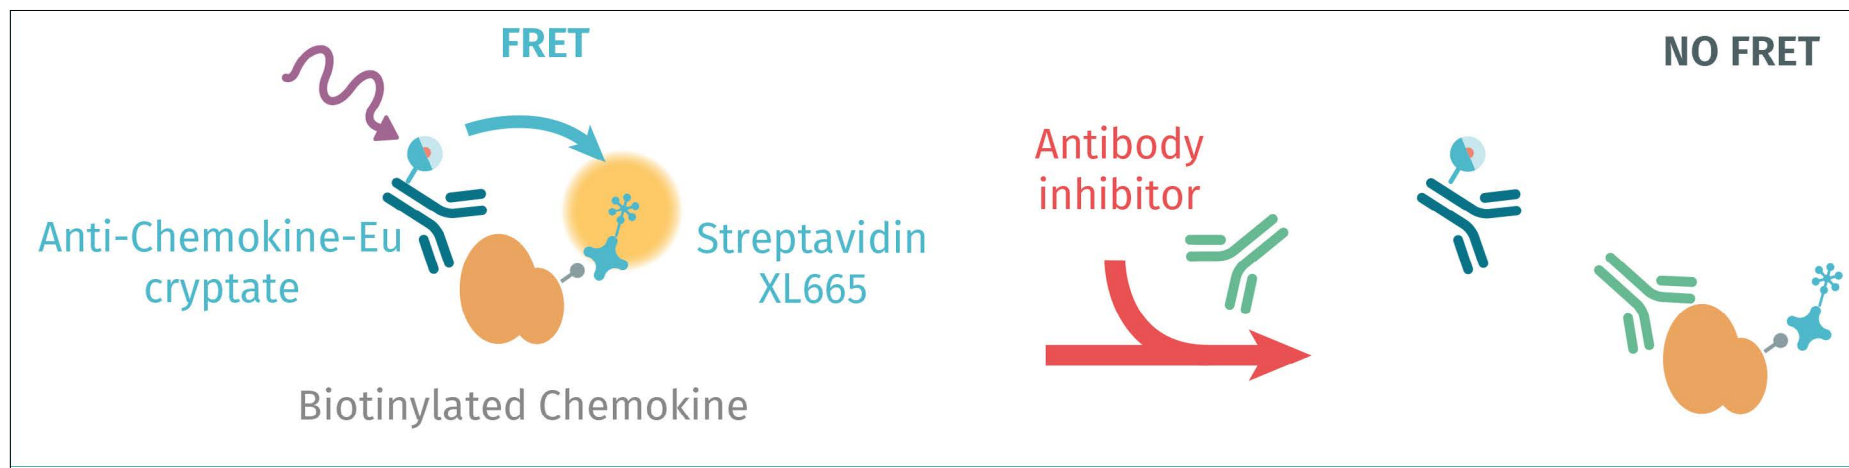 FRET
NO FRET
Anti-Chemokine-Eu
cryptate
Streptavidin
XL665
Biotinylated Chemokine
Antibody
inhibitor